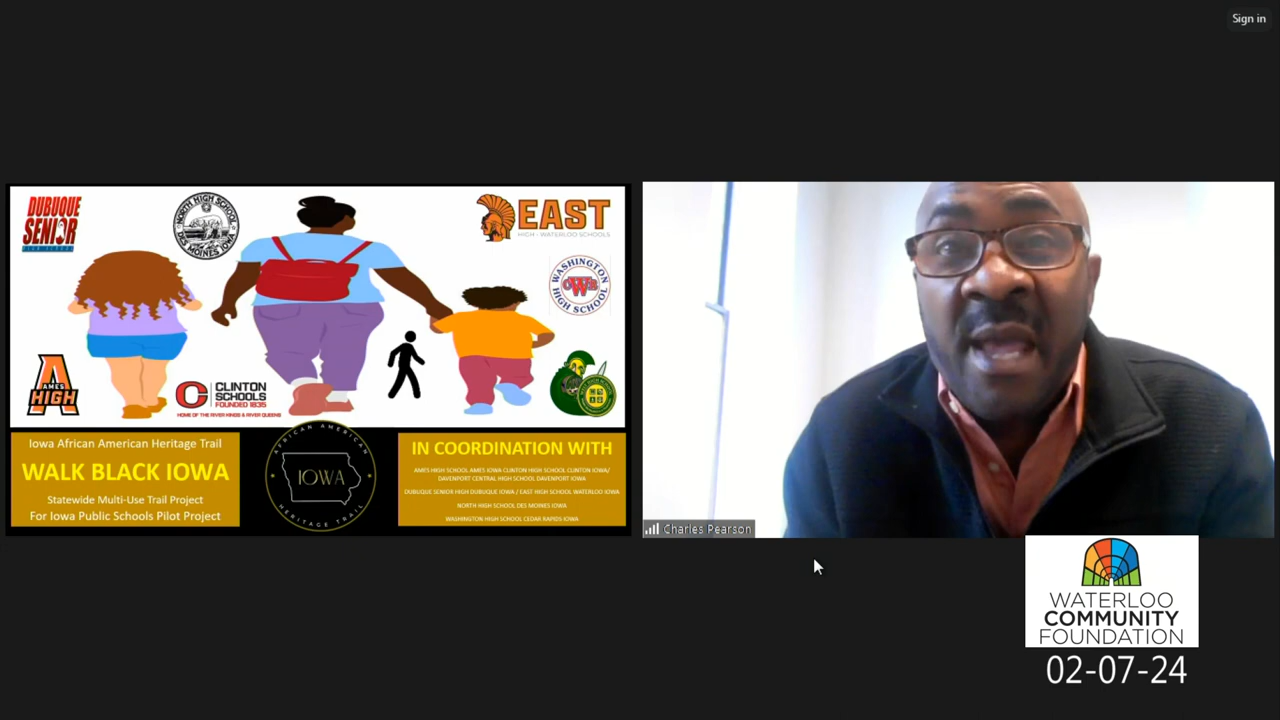 Sign in
DUBUQUE
SENIOR
HIGH SCHOOL
NORTH HIGH SCHOOL
DES MOINES IOWA
EAST
HIGH - WATERLOO SCHOOLS
WASHINGTON
CRW
HIGH SCHOOL
AMES
HIGH
C
CLINTON
SCHOOLS
FOUNDED 1835
HOME OF THE RIVER KINGS & RIVER QUEENS
Iowa African American Heritage Trail
WALK BLACK IOWA
Statewide Multi-Use Trail Project
For Iowa Public Schools Pilot Project
AFRICAN AMERICAN
IOWA
HERITAGE TRAIL
IN COORDINATION WITH
AMES HIGH SCHOOL AMES IOWA CLINTON HIGH SCHOOL CLINTON IOWA/
DAVENPORT CENTRAL HIGH SCHOOL DAVENPORT IOWA
DUBUQUE SENIOR HIGH DUBUQUE IOWA / EAST HIGH SCHOOL WATERLOO IOWA
NORTH HIGH SCHOOL DES MOINES IOWA
WASHINGTON HIGH SCHOOL CEDAR RAPIDS IOWA
Charles Pearson
WATERLOO
COMMUNITY
FOUNDATION
02-07-24